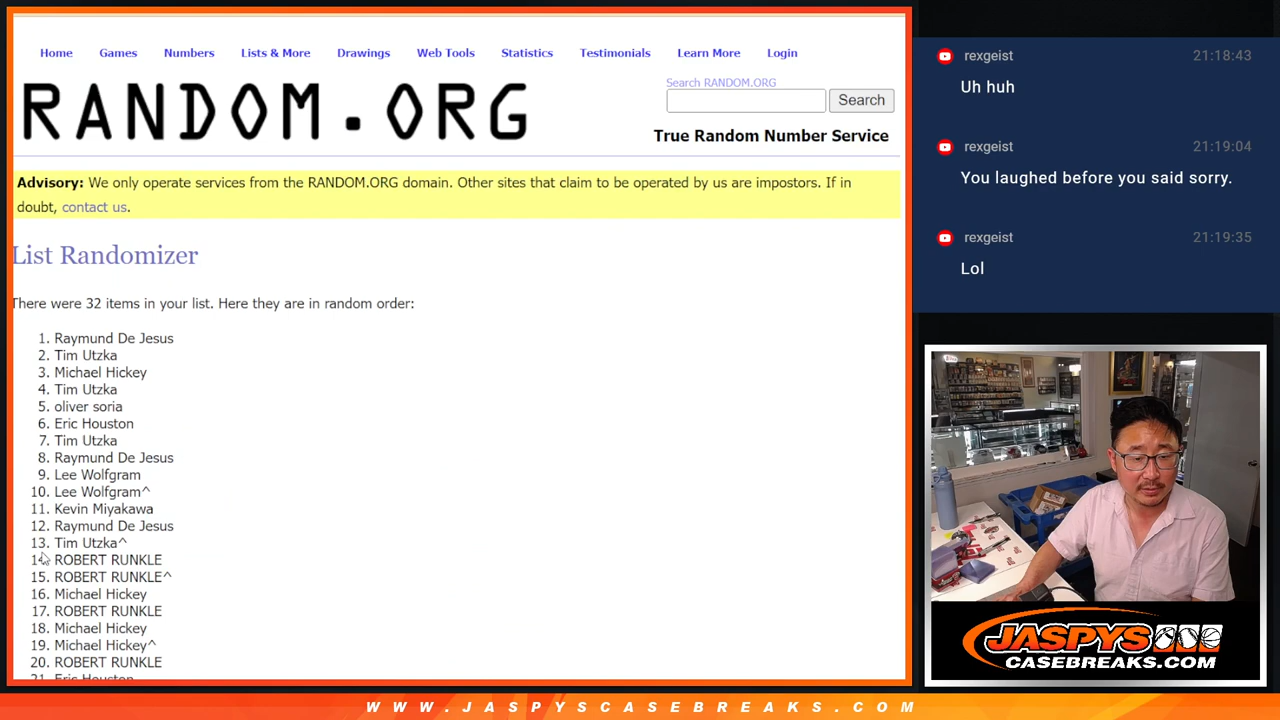 Home Games Numbers Lists & More Drawings Web Tools Statistics Testimonials Learn More Login
RANDOM.ORG
Search RANDOM.ORG
Search
True Random Number Service
Advisory: We only operate services from the RANDOM.ORG domain. Other sites that claim to be operated by us are impostors. If in
doubt, contact us.
List Randomizer
There were 32 items in your list. Here they are in random order:
1. Raymund De Jesus
2. Tim Utzka
3. Michael Hickey
4. Tim Utzka
5. oliver soria
6. Eric Houston
7. Tim Utzka
8. Raymund De Jesus
9. Lee Wolfgram
10. Lee Wolfgram^
11. Kevin Miyakawa
12. Raymund De Jesus
13. Tim Utzka^
14. ROBERT RUNKLE
15. ROBERT RUNKLE^
16. Michael Hickey
17. ROBERT RUNKLE
18. Michael Hickey
19. Michael Hickey^
20. ROBERT RUNKLE
21. Eric Houston
rexgeist 21:18:43
Uh huh
rexgeist 21:19:04
You laughed before you said sorry.
rexgeist 21:19:35
Lol
JASPYS
CASEBREAKS.COM
WWW.JASPYSCASEBREAKS.COM